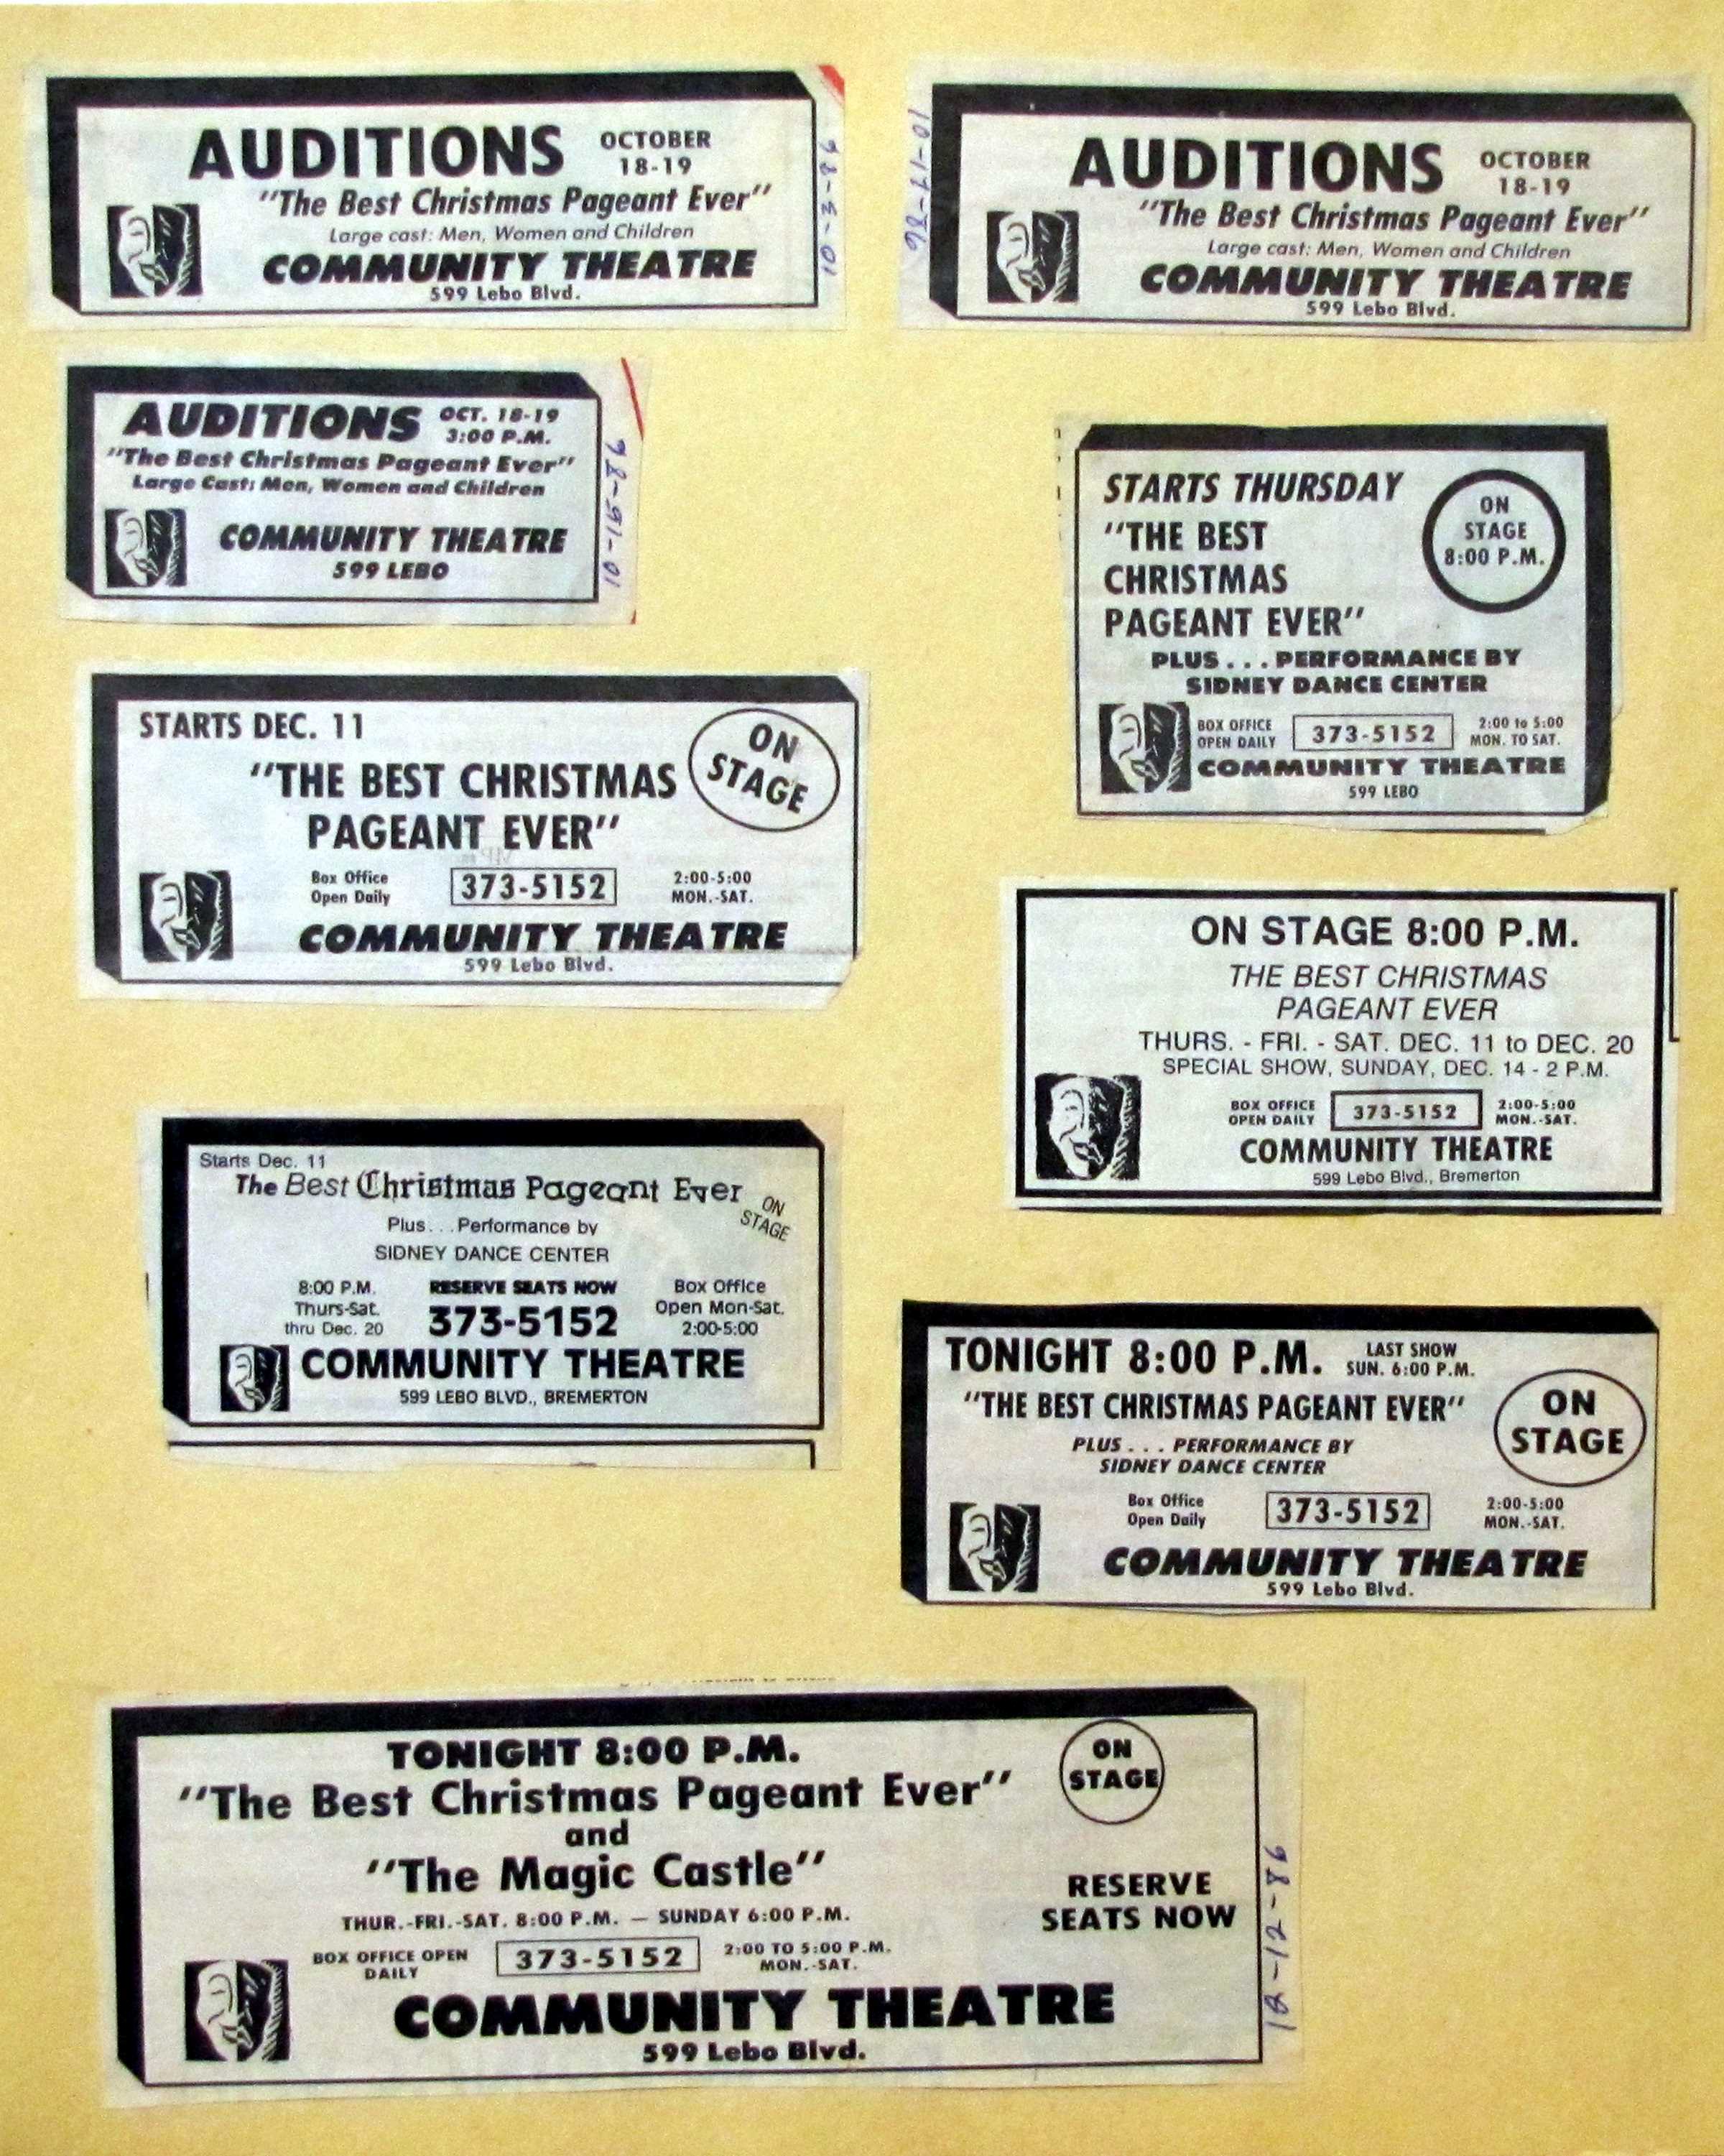 AUDITIONS OCTOBER
18-19
"The Best Christmas Pageant Ever"
Large cast: Men, Women and Children
COMMUNITY THEATRE
599 Lebo Blvd.
10-3-86
AUDITIONS OCTOBER
18-19
"The Best Christmas Pageant Ever"
Large cast: Men, Women and Children
COMMUNITY THEATRE
599 Lebo Blvd.
10-17-86
AUDITIONS OCT. 18-19
3:00 P.M.
"The Best Christmas Pageant Ever"
Large Cast: Men, Women and Children
COMMUNITY THEATRE
599 LEBO
10-15-86
STARTS THURSDAY
"THE BEST
CHRISTMAS
PAGEANT EVER"
ON
STAGE
8:00 P.M.
PLUS . . . PERFORMANCE BY
SIDNEY DANCE CENTER
BOX OFFICE
OPEN DAILY
373-5152
2:00 to 5:00
MON. TO SAT.
COMMUNITY THEATRE
599 LEBO
STARTS DEC. 11
"THE BEST CHRISTMAS
PAGEANT EVER"
ON
STAGE
Box Office
Open Daily
373-5152
2:00-5:00
MON.-SAT.
COMMUNITY THEATRE
599 Lebo Blvd.
ON STAGE 8:00 P.M.
THE BEST CHRISTMAS
PAGEANT EVER
THURS. - FRI. - SAT. DEC. 11 to DEC. 20
SPECIAL SHOW, SUNDAY, DEC. 14 - 2 P.M.
BOX OFFICE
OPEN DAILY
373-5152
2:00-5:00
MON.-SAT.
COMMUNITY THEATRE
599 Lebo Blvd., Bremerton
Starts Dec. 11
The Best Christmas Pageant Ever
ON
STAGE
Plus . . . Performance by
SIDNEY DANCE CENTER
8:00 P.M.
Thurs-Sat.
thru Dec. 20
RESERVE SEATS NOW
373-5152
Box Office
Open Mon-Sat.
2:00-5:00
COMMUNITY THEATRE
599 LEBO BLVD., BREMERTON
TONIGHT 8:00 P.M. LAST SHOW
SUN. 6:00 P.M.
"THE BEST CHRISTMAS PAGEANT EVER"
ON
STAGE
PLUS . . . PERFORMANCE BY
SIDNEY DANCE CENTER
Box Office
Open Daily
373-5152
2:00-5:00
MON.-SAT.
COMMUNITY THEATRE
599 Lebo Blvd.
TONIGHT 8:00 P.M.
"The Best Christmas Pageant Ever"
and
"The Magic Castle"
ON
STAGE
RESERVE
SEATS NOW
THUR.-FRI.-SAT. 8:00 P.M. — SUNDAY 6:00 P.M.
BOX OFFICE OPEN
DAILY
373-5152
2:00 TO 5:00 P.M.
MON.-SAT.
COMMUNITY THEATRE
599 Lebo Blvd.
12-12-86